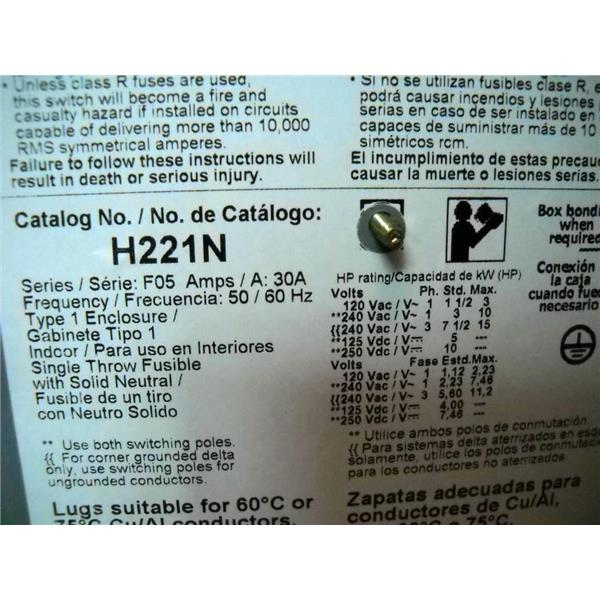 Unless class R fuses are used,
this switch will become a fire and
casualty hazard if installed on circuits
capable of delivering more than 10,000
RMS symmetrical amperes.
Failure to follow these instructions will
result in death or serious injury.
• Si no se utilizan fusibles clase R, e
podrá causar incendios y lesiones
serias en caso de ser instalado en
capaces de suministrar más de 10
simétricos rcm.
El incumplimiento de estas precauc
causar la muerte o lesiones serias.
Catalog No. / No. de Catálogo:
H221N
Series / Série: F05 Amps / A: 30A
Frequency / Frecuencia: 50 / 60 Hz
Type 1 Enclosure /
Gabinete Tipo 1
Indoor / Para uso en Interiores
Single Throw Fusible
with Solid Neutral /
Fusible de un tiro
con Neutro Solido
** Use both switching poles.
{{ For corner grounded delta
only, use switching poles for
ungrounded conductors.
HP rating/Capacidad de kW (HP)
Volts Ph. Std. Max.
120 Vac / V~ 1 1 1/2 3
**240 Vac / V~ 1 3 10
{{240 Vac / V~ 3 7 1/2 15
**125 Vdc / V 5 -
**250 Vdc / V 10 -
Volts Fase Estd. Max.
120 Vac / V~ 1 1,12 2,23
**240 Vac / V~ 1 2,23 7,46
{{240 Vac / V~ 3 5,60 11,2
**125 Vdc / V 4,00 -
**250 Vdc / V 7,46 -
** Utilice ambos polos de conmutación.
{{ Para sistemas delta aterrizados en esq
solamente, utilice los polos de conmutación
para los conductores no aterrizados.
Box bondi
when
required
Conexión
la caja
cuando fue
necesario
Lugs suitable for 60°C or
75°C Cu/Al conductors.
Zapatas adecuadas para
conductores de Cu/Al,
75°C.